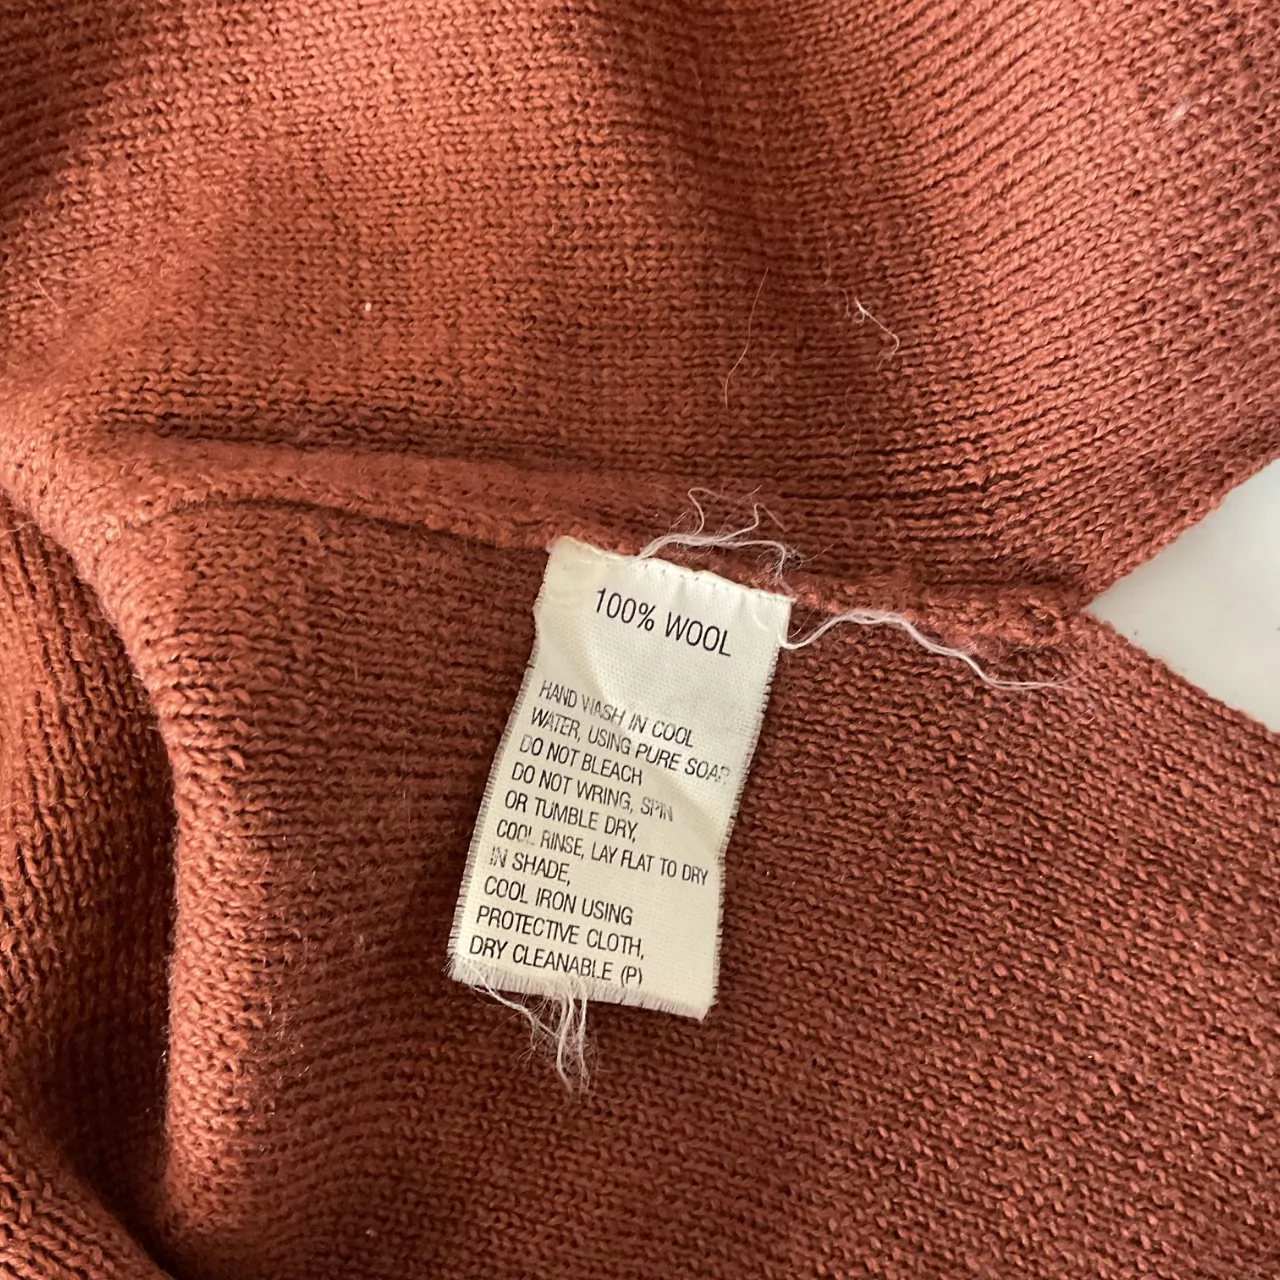 100% WOOL
HAND WASH IN COOL
WATER, USING PURE SOAP
DO NOT BLEACH
DO NOT WRING, SPIN
OR TUMBLE DRY,
COOL RINSE, LAY FLAT TO DRY
IN SHADE,
COOL IRON USING
PROTECTIVE CLOTH,
DRY CLEANABLE (P)